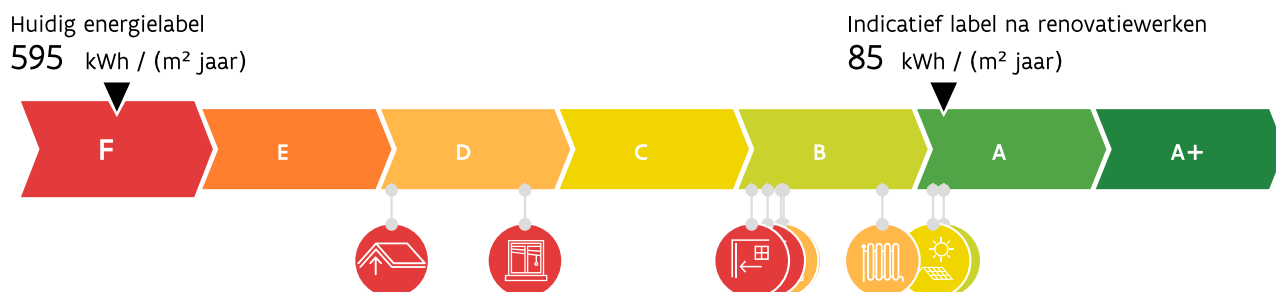 Huidig energielabel
595 kWh / (m² jaar)
Indicatief label na renovatiewerken
85 kWh / (m² jaar)
F E D C B A A+